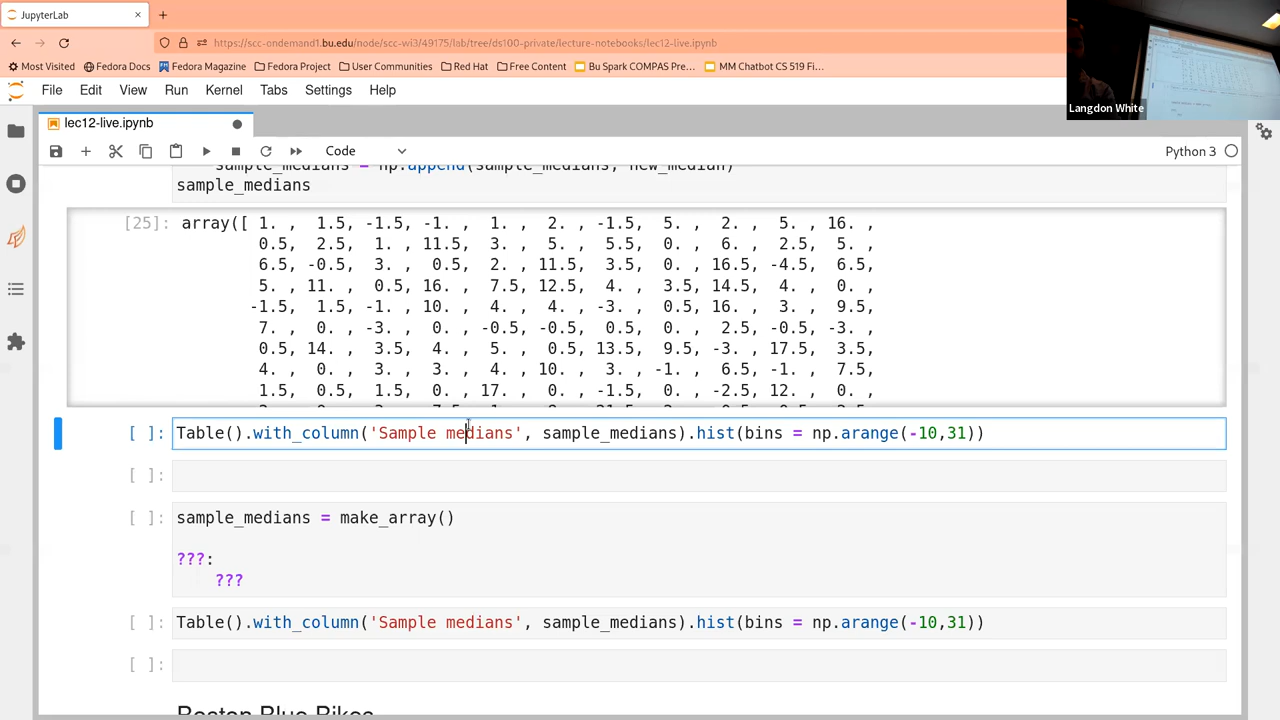 JupyterLab
https://scc-ondemand1.bu.edu/node/scc-wi3/49175/lab/tree/ds100-private/lecture-notebooks/lec12-live.ipynb
Most Visited Fedora Docs Fedora Magazine Fedora Project User Communities Red Hat Free Content Bu Spark COMPAS Pre... MM Chatbot CS 519 Fi...
Langdon White
File Edit View Run Kernel Tabs Settings Help
lec12-live.ipynb
Code Python 3
sample_medians = np.append(sample_medians, new_median)
sample_medians
[25]: array([ 1. , 1.5, -1.5, -1. , 1. , 2. , -1.5, 5. , 2. , 5. , 16. ,
0.5, 2.5, 1. , 11.5, 3. , 5. , 5.5, 0. , 6. , 2.5, 5. ,
6.5, -0.5, 3. , 0.5, 2. , 11.5, 3.5, 0. , 16.5, -4.5, 6.5,
5. , 11. , 0.5, 16. , 7.5, 12.5, 4. , 3.5, 14.5, 4. , 0. ,
-1.5, 1.5, -1. , 10. , 4. , 4. , -3. , 0.5, 16. , 3. , 9.5,
7. , 0. , -3. , 0. , -0.5, -0.5, 0.5, 0. , 2.5, -0.5, -3. ,
0.5, 14. , 3.5, 4. , 5. , 0.5, 13.5, 9.5, -3. , 17.5, 3.5,
4. , 0. , 3. , 3. , 4. , 10. , 3. , -1. , 6.5, -1. , 7.5,
1.5, 0.5, 1.5, 0. , 17. , 0. , -1.5, 0. , -2.5, 12. , 0. ,
[ ]: Table().with_column('Sample medians', sample_medians).hist(bins = np.arange(-10,31))
[ ]:
[ ]: sample_medians = make_array()
???:
???
[ ]: Table().with_column('Sample medians', sample_medians).hist(bins = np.arange(-10,31))
[ ]:
Boston Blue Bikes